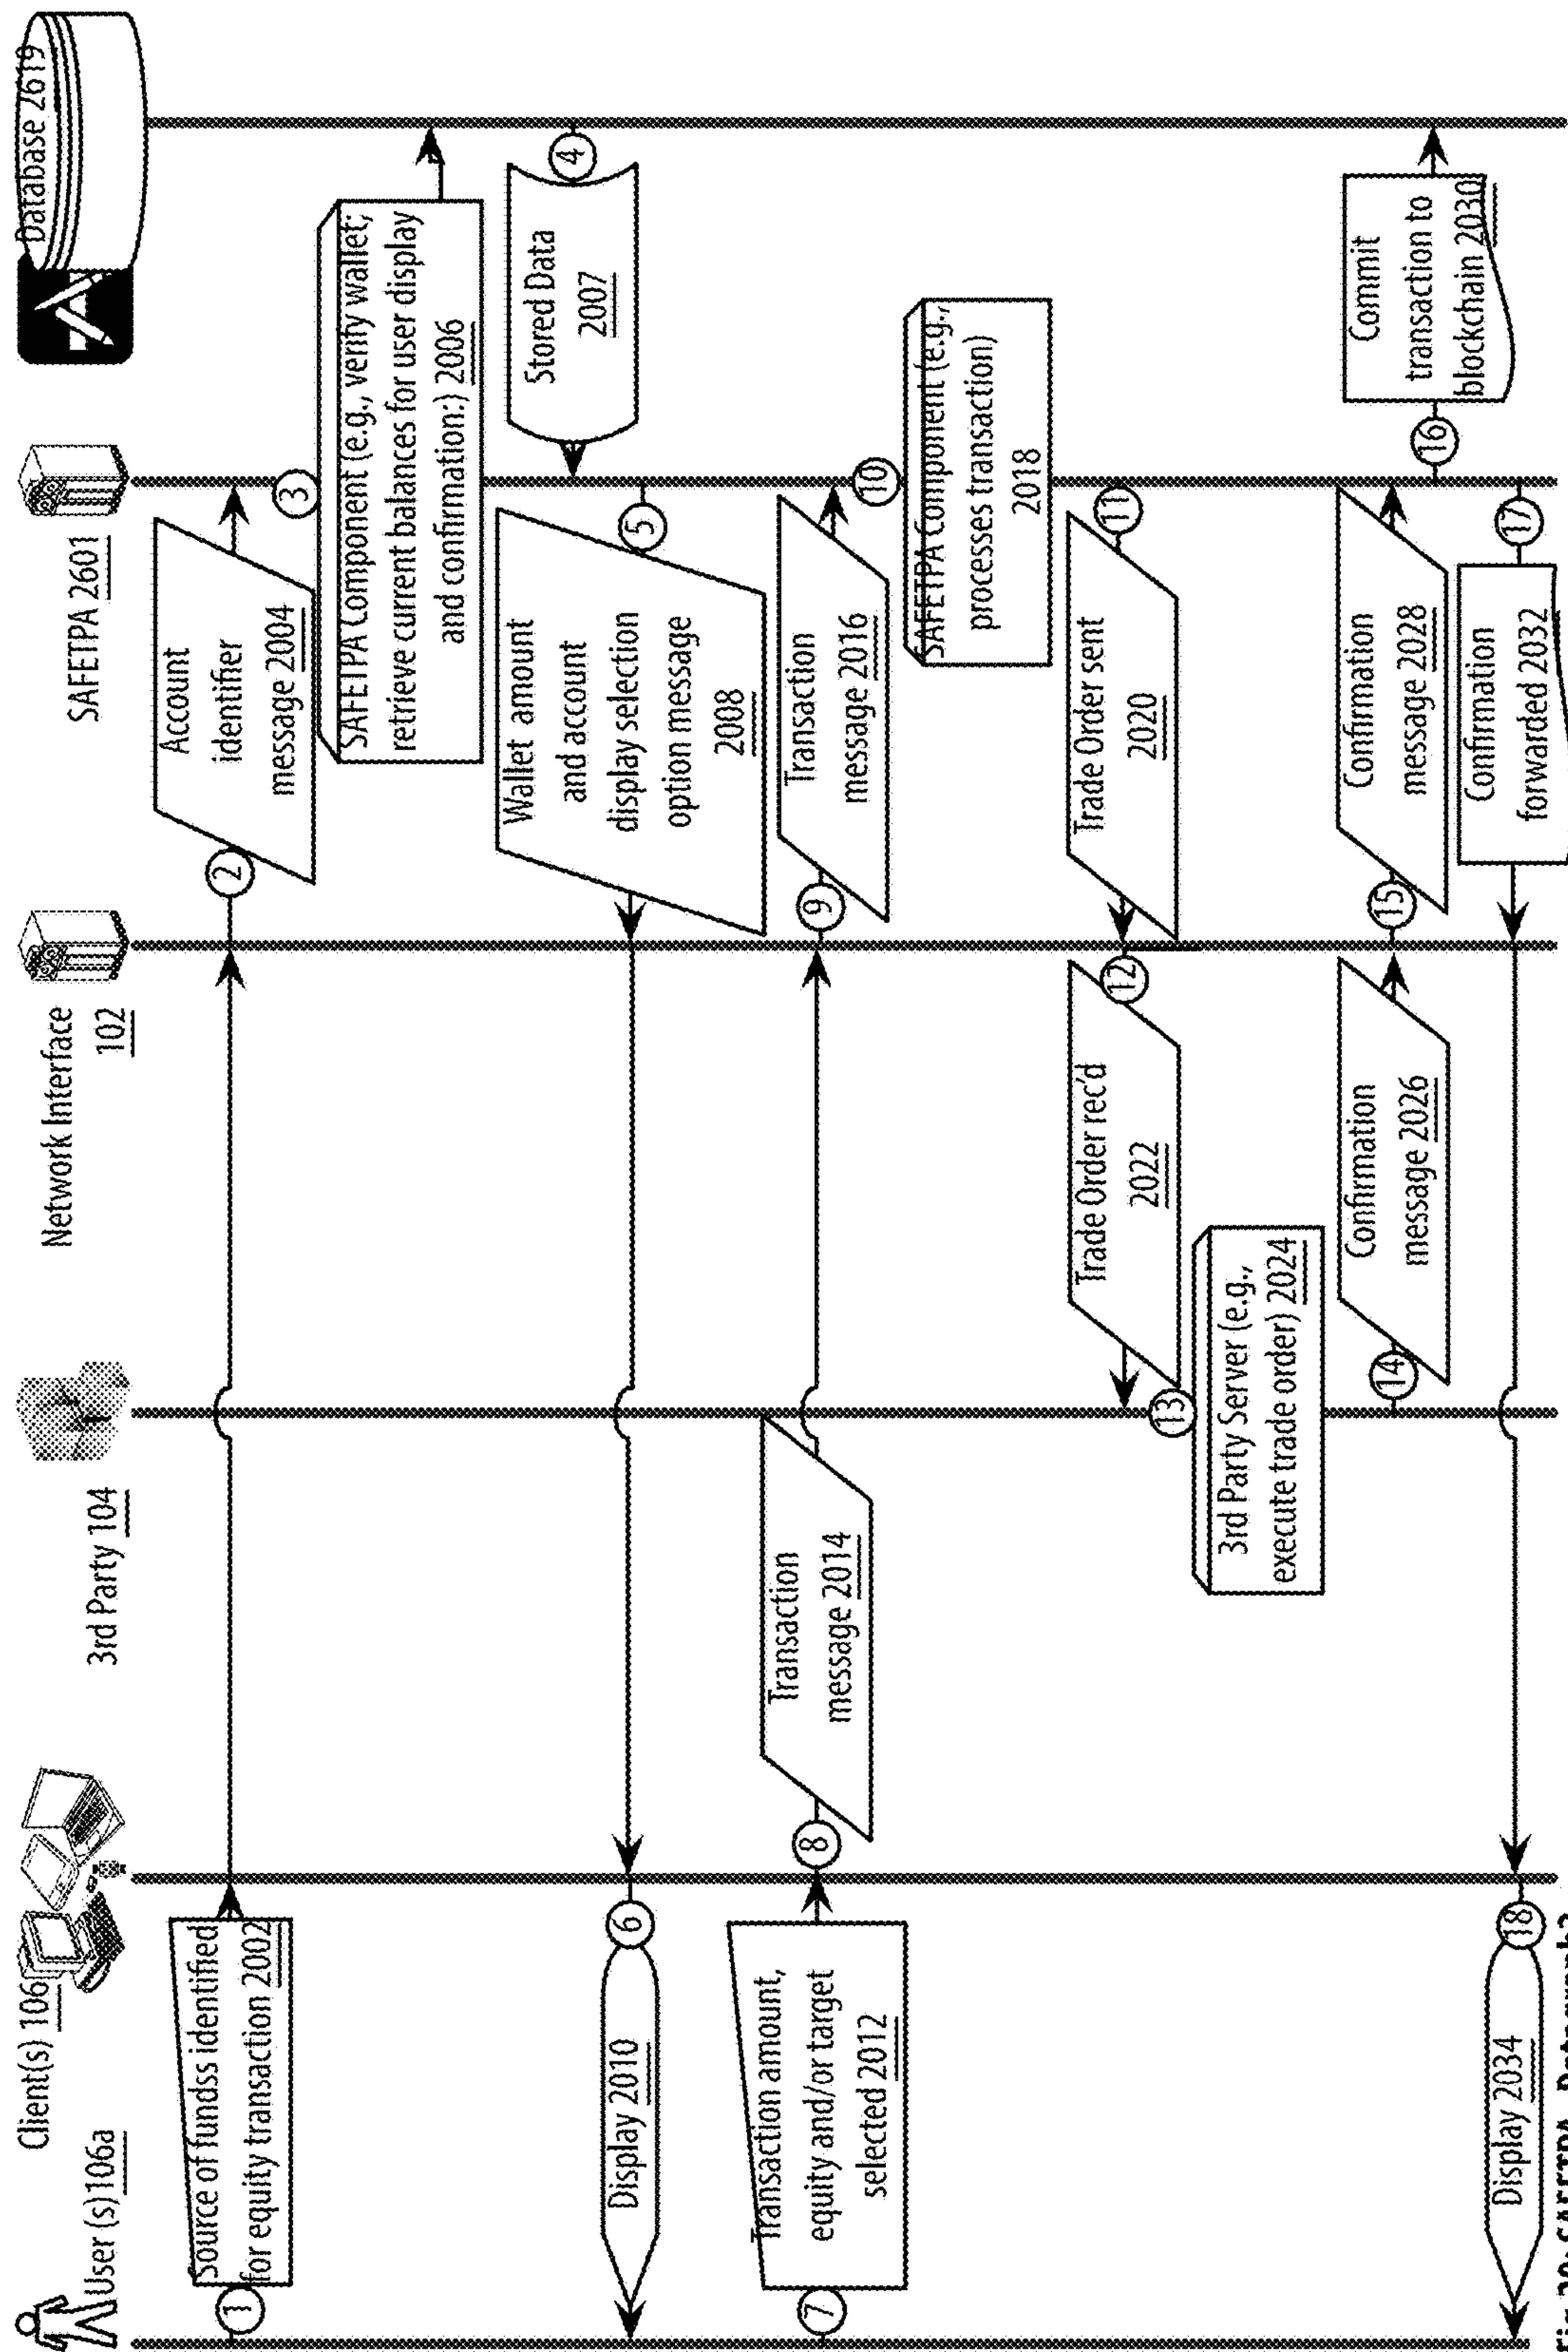 User (s)106a
Client(s) 106
3rd Party 104
Network Interface
102
SAFETPA 2601
Database 2619
1
Source of fundss identified
for equity transaction 2002
2
Account
identifier
message 2004
3
SAFETPA Component (e.g., verify wallet;
retrieve current balances for user display
and confirmation:) 2006
4
Stored Data
2007
5
Wallet amount
and account
display selection
option message
2008
6
Display 2010
7
Transaction amount,
equity and/or target
selected 2012
8
Transaction
message 2014
9
Transaction
message 2016
10
SAFETPA Component (e.g.,
processes transaction)
2018
11
Trade Order sent
2020
12
Trade Order rec'd
2022
13
3rd Party Server (e.g.,
execute trade order) 2024
14
Confirmation
message 2026
15
Confirmation
message 2028
16
Commit
transaction to
blockchain 2030
17
Confirmation
forwarded 2032
18
Display 2034